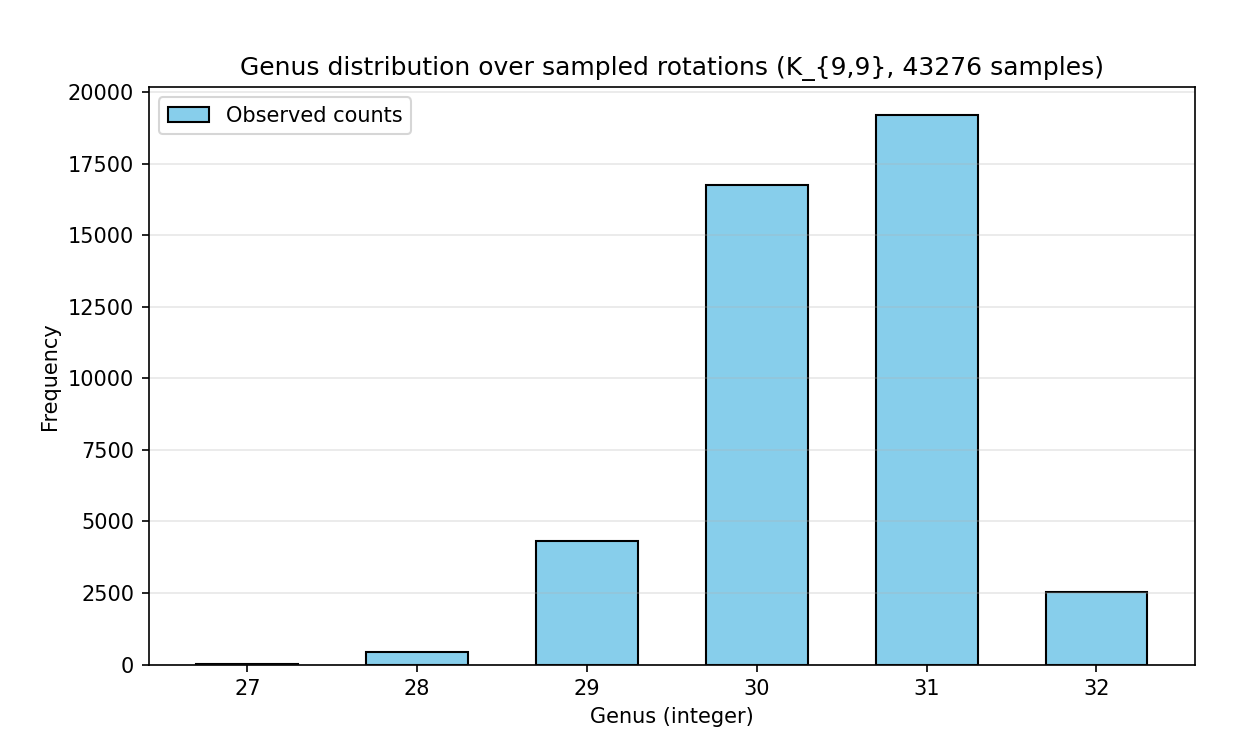 Genus distribution over sampled rotations (K_{9,9}, 43276 samples)
Observed counts
20000
17500
15000
12500
10000
7500
5000
2500
0
Frequency
27 28 29 30 31 32
Genus (integer)